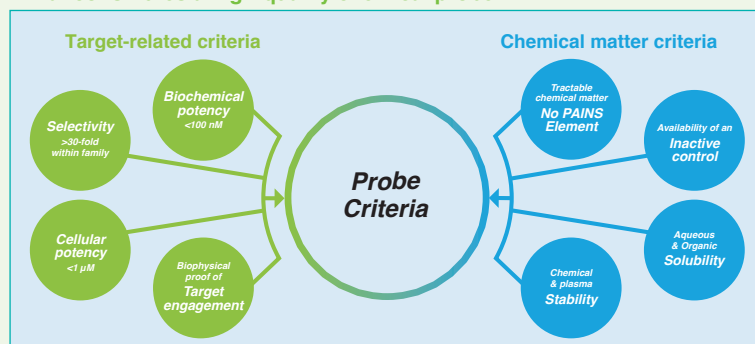 Target-related criteria
Chemical matter criteria
Biochemical
potency
<100 nM
Selectivity
>30-fold
within family
Cellular
potency
<1 µM
Biophysical
proof of
Target
engagement
Probe
Criteria
Tractable
chemical matter
No PAINS
Element
Availability of an
Inactive
control
Aqueous
& Organic
Solubility
Chemical
& plasma
Stability